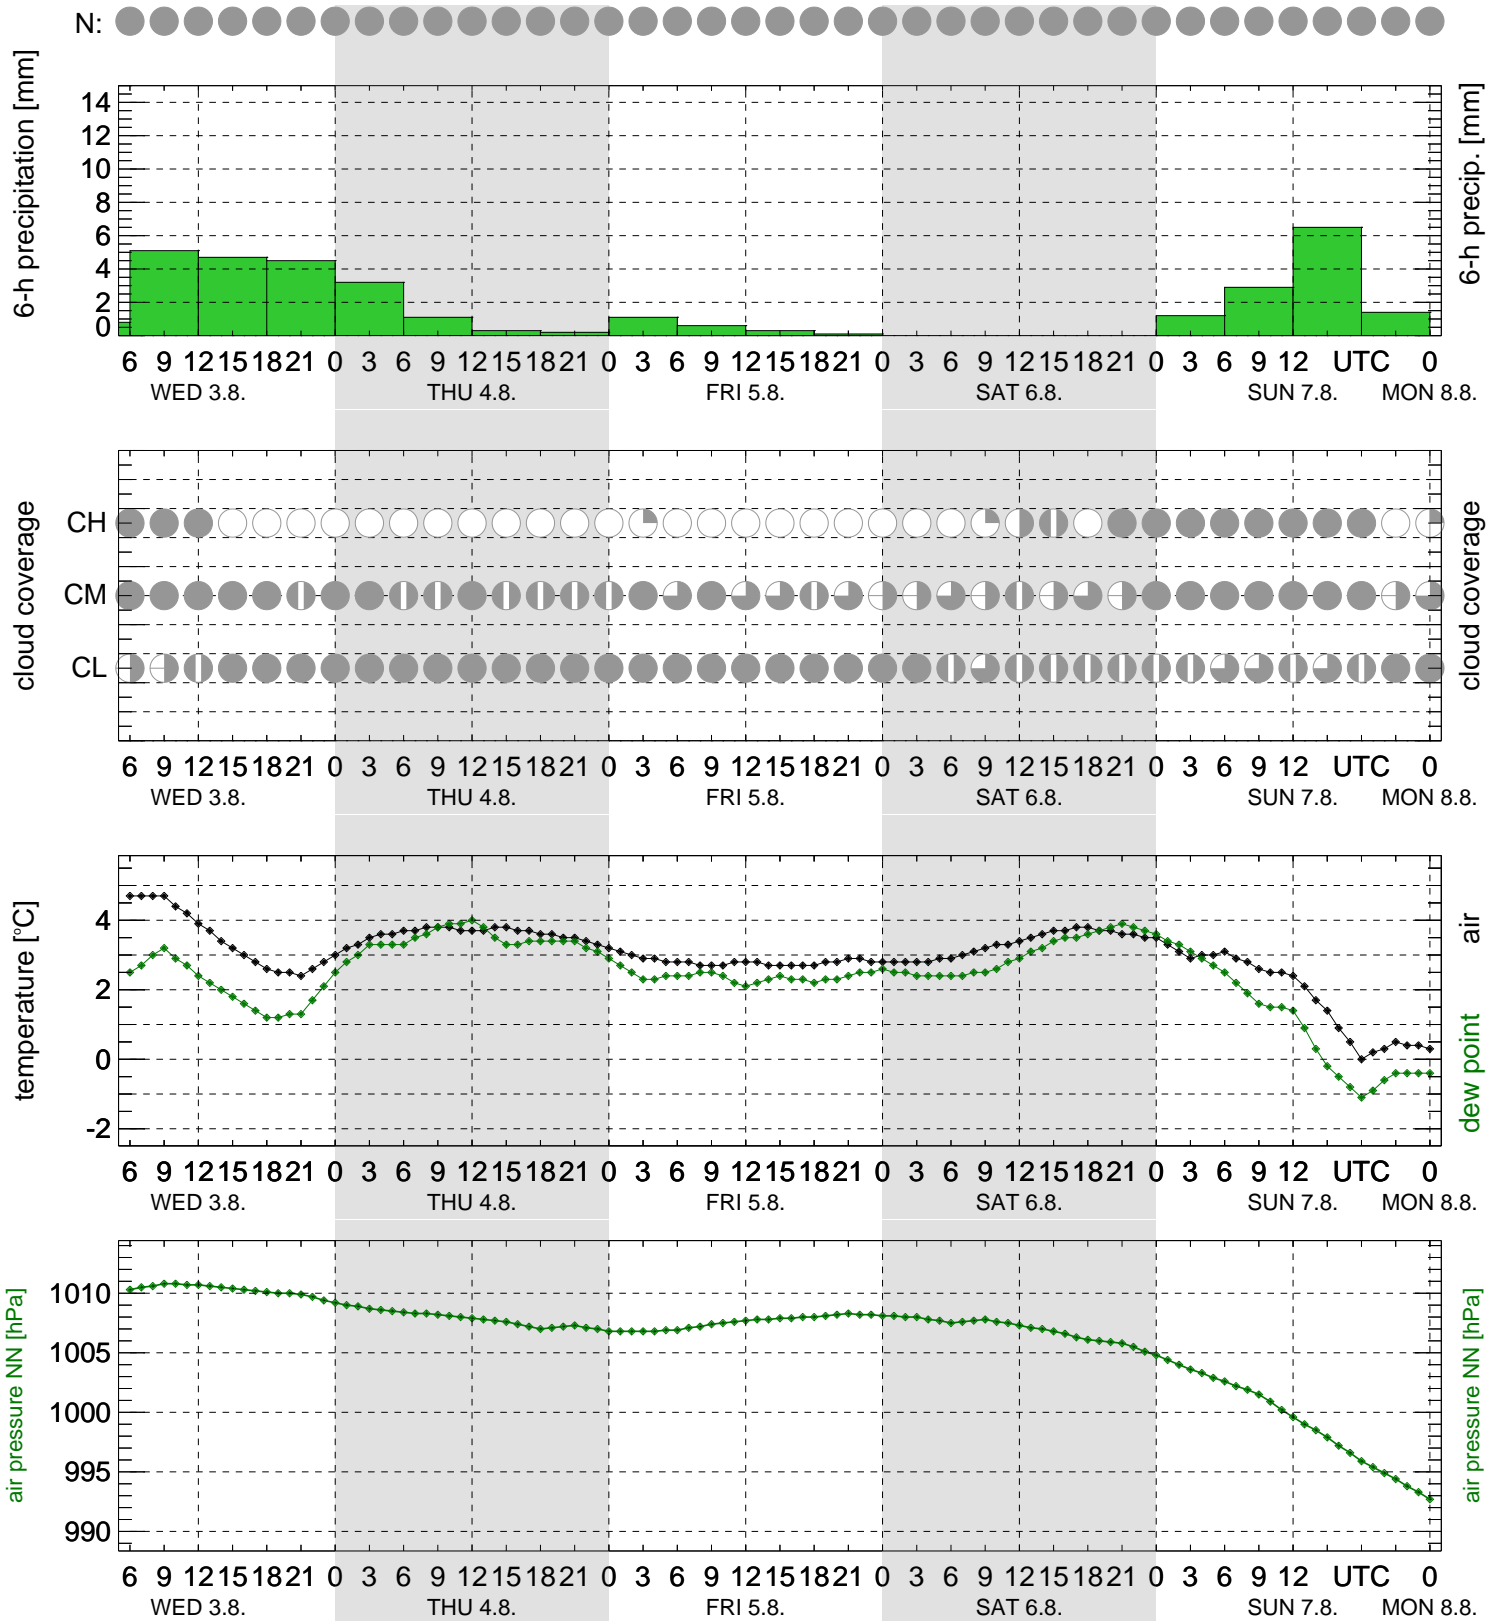 N:
6-h precipitation [mm]
14
12
10
8
6
4
2
0
6-h precip. [mm]
6 9 12 15 18 21 0 3 6 9 12 15 18 21 0 3 6 9 12 15 18 21 0 3 6 9 12 15 18 21 0 3 6 9 12 UTC 0
WED 3.8. THU 4.8. FRI 5.8. SAT 6.8. SUN 7.8. MON 8.8.
cloud coverage
CH
CM
CL
cloud coverage
6 9 12 15 18 21 0 3 6 9 12 15 18 21 0 3 6 9 12 15 18 21 0 3 6 9 12 15 18 21 0 3 6 9 12 UTC 0
WED 3.8. THU 4.8. FRI 5.8. SAT 6.8. SUN 7.8. MON 8.8.
temperature [°C]
4
2
0
-2
air
dew point
6 9 12 15 18 21 0 3 6 9 12 15 18 21 0 3 6 9 12 15 18 21 0 3 6 9 12 15 18 21 0 3 6 9 12 UTC 0
WED 3.8. THU 4.8. FRI 5.8. SAT 6.8. SUN 7.8. MON 8.8.
air pressure NN [hPa]
1010
1005
1000
995
990
air pressure NN [hPa]
6 9 12 15 18 21 0 3 6 9 12 15 18 21 0 3 6 9 12 15 18 21 0 3 6 9 12 15 18 21 0 3 6 9 12 UTC 0
WED 3.8. THU 4.8. FRI 5.8. SAT 6.8. SUN 7.8. MON 8.8.